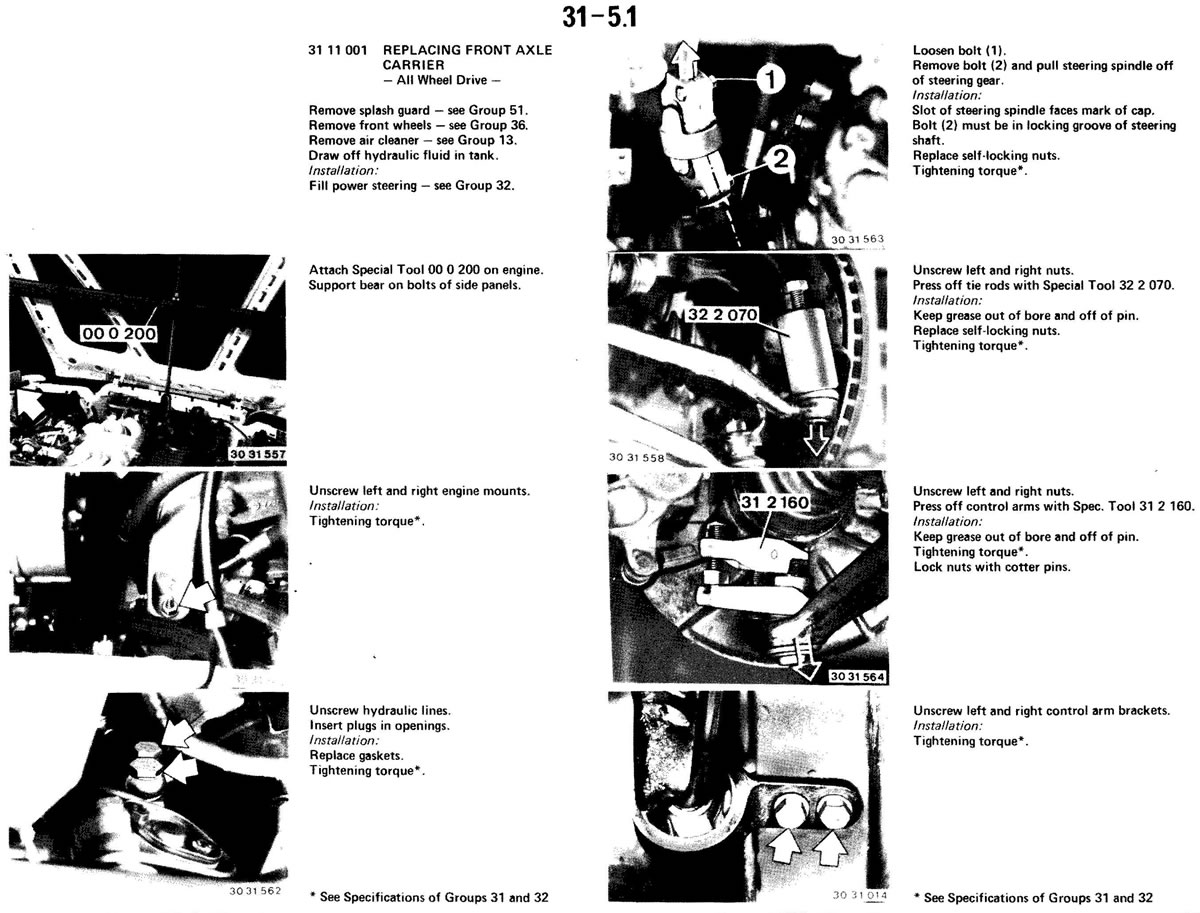 31-5.1
31 11 001 REPLACING FRONT AXLE
CARRIER
– All Wheel Drive –
Remove splash guard – see Group 51.
Remove front wheels – see Group 36.
Remove air cleaner – see Group 13.
Draw off hydraulic fluid in tank.
Installation:
Fill power steering – see Group 32.
00 0 200
30 31 557
Attach Special Tool 00 0 200 on engine.
Support bear on bolts of side panels.
Unscrew left and right engine mounts.
Installation:
Tightening torque*.
30 31 562
Unscrew hydraulic lines.
Insert plugs in openings.
Installation:
Replace gaskets.
Tightening torque*.
* See Specifications of Groups 31 and 32
1
2
30 31 563
Loosen bolt (1).
Remove bolt (2) and pull steering spindle off
of steering gear.
Installation:
Slot of steering spindle faces mark of cap.
Bolt (2) must be in locking groove of steering
shaft.
Replace self-locking nuts.
Tightening torque*.
32 2 070
30 31 558
Unscrew left and right nuts.
Press off tie rods with Special Tool 32 2 070.
Installation:
Keep grease out of bore and off of pin.
Replace self-locking nuts.
Tightening torque*.
31 2 160
30 31 564
Unscrew left and right nuts.
Press off control arms with Spec. Tool 31 2 160.
Installation:
Keep grease out of bore and off of pin.
Tightening torque*.
Lock nuts with cotter pins.
30 31 014
Unscrew left and right control arm brackets.
Installation:
Tightening torque*.
* See Specifications of Groups 31 and 32